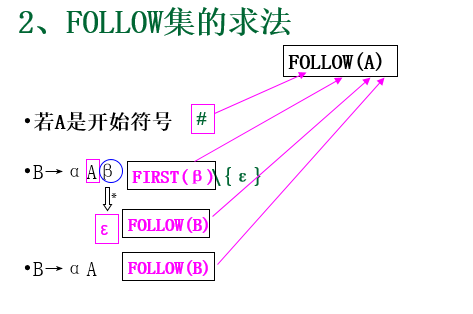 2、FOLLOW集的求法
FOLLOW(A)
•若A是开始符号 #
•B→αAβ FIRST(β)\{ε}
*
ε FOLLOW(B)
•B→αA FOLLOW(B)